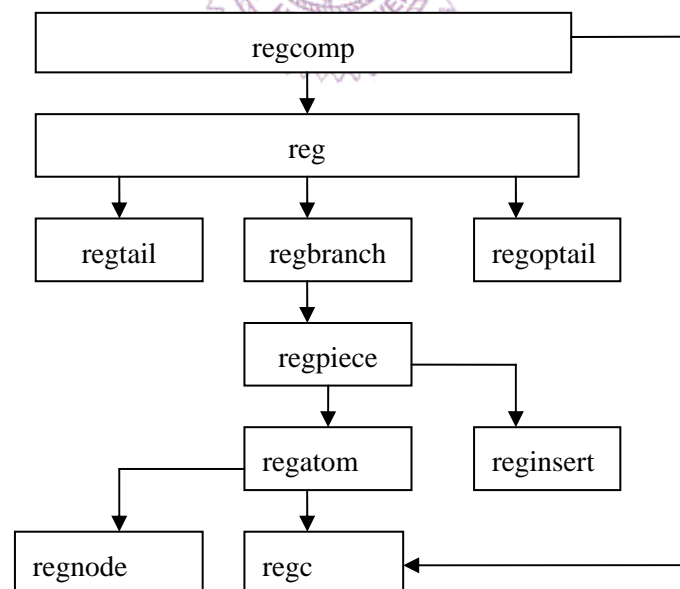 regcomp
reg
regtail
regbranch
regoptail
regpiece
regatom
reginsert
regnode
regc